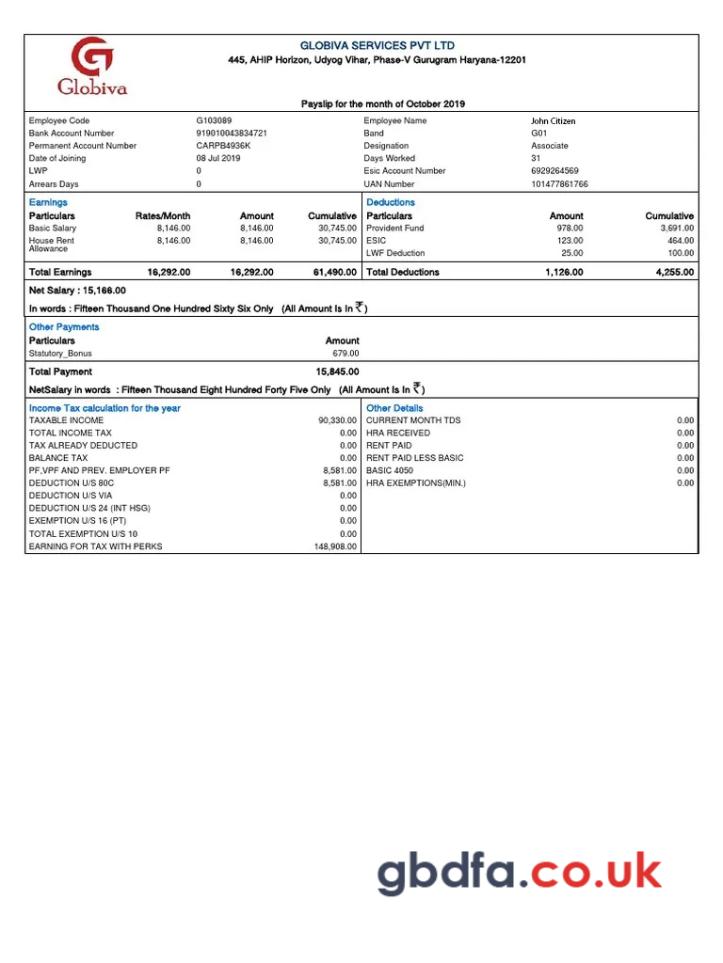 Globiva
GLOBIVA SERVICES PVT LTD
445, AHIP Horizon, Udyog Vihar, Phase-V Gurugram Haryana-12201
Payslip for the month of October 2019
Employee Code G103089 Employee Name John Citizen
Bank Account Number 919010043834721 Band G01
Permanent Account Number CARPB4936K Designation Associate
Date of Joining 08 Jul 2019 Days Worked 31
LWP 0 Esic Account Number 6929264569
Arrears Days 0 UAN Number 101477861766
Earnings Deductions
Particulars Rates/Month Amount Cumulative Particulars Amount Cumulative
Basic Salary 8,146.00 8,146.00 30,745.00 Provident Fund 978.00 3,691.00
House Rent Allowance 8,146.00 8,146.00 30,745.00 ESIC 123.00 464.00
LWF Deduction 25.00 100.00
Total Earnings 16,292.00 16,292.00 61,490.00 Total Deductions 1,126.00 4,255.00
Net Salary : 15,166.00
In words : Fifteen Thousand One Hundred Sixty Six Only (All Amount Is In ₹)
Other Payments
Particulars Amount
Statutory_Bonus 679.00
Total Payment 15,845.00
NetSalary in words : Fifteen Thousand Eight Hundred Forty Five Only (All Amount Is In ₹)
Income Tax calculation for the year Other Details
TAXABLE INCOME 90,330.00 CURRENT MONTH TDS 0.00
TOTAL INCOME TAX 0.00 HRA RECEIVED 0.00
TAX ALREADY DEDUCTED 0.00 RENT PAID 0.00
BALANCE TAX 0.00 RENT PAID LESS BASIC 0.00
PF,VPF AND PREV. EMPLOYER PF 8,581.00 BASIC 4050 0.00
DEDUCTION U/S 80C 8,581.00 HRA EXEMPTIONS(MIN.) 0.00
DEDUCTION U/S VIA 0.00
DEDUCTION U/S 24 (INT HSG) 0.00
EXEMPTION U/S 16 (PT) 0.00
TOTAL EXEMPTION U/S 10 0.00
EARNING FOR TAX WITH PERKS 148,908.00
gbdfa.co.uk